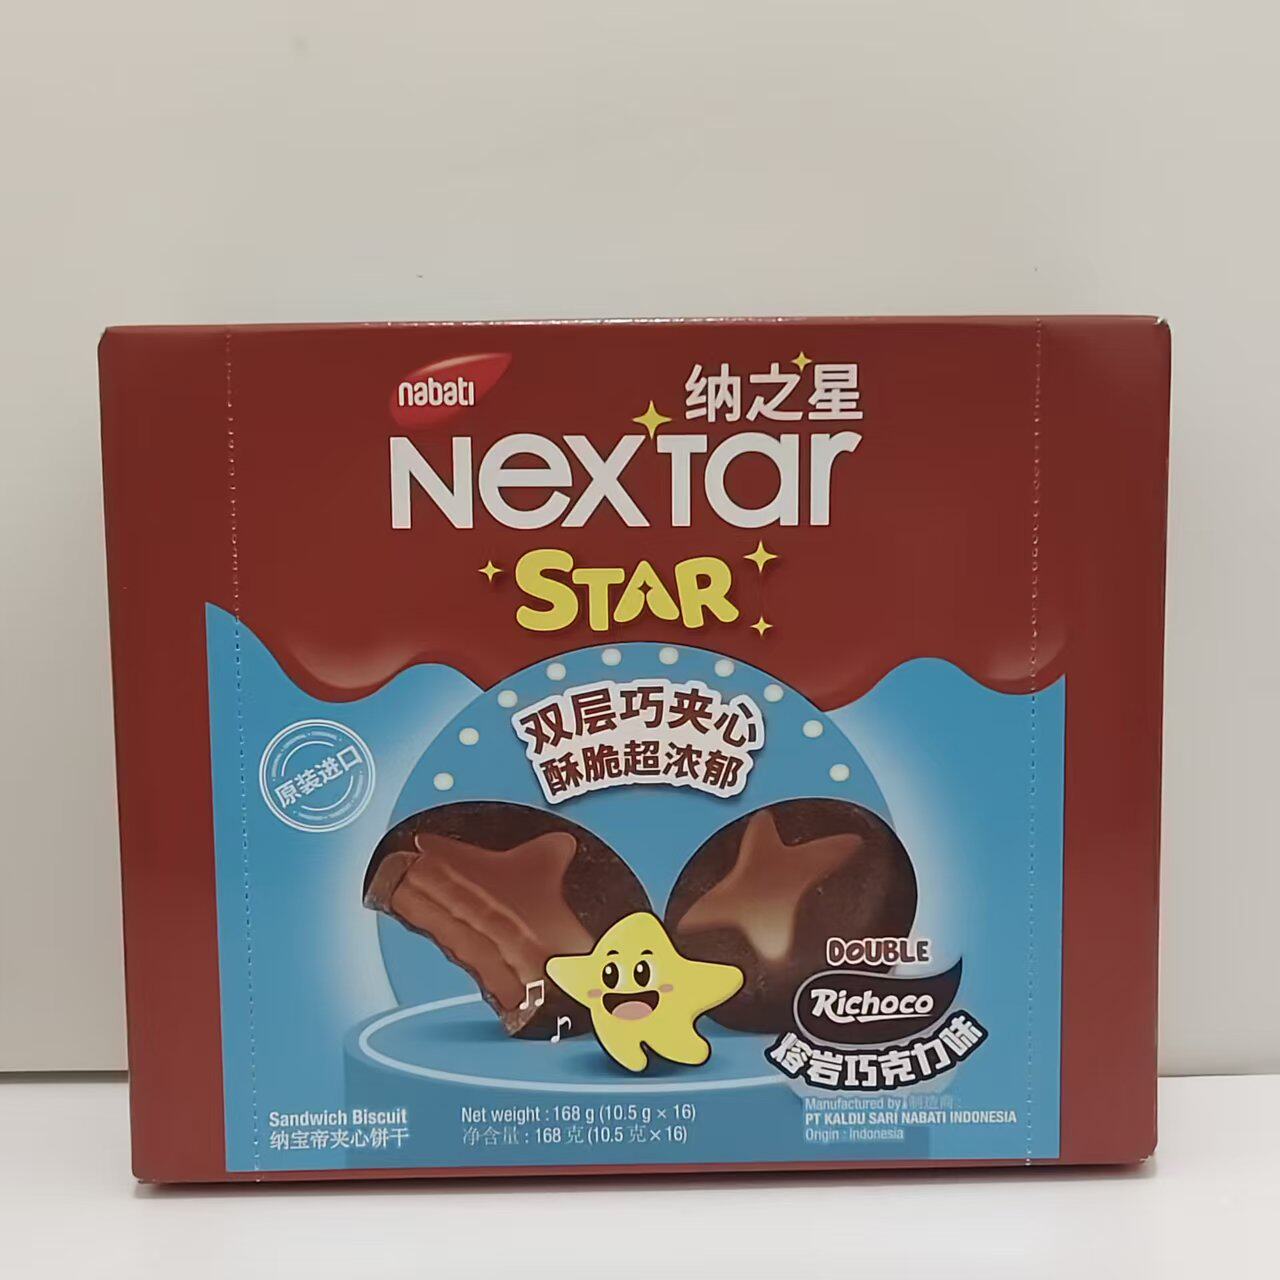 nabati
纳之星
Nextar
STAR
双层巧夹心
酥脆超浓郁
原装进口
DOUBLE
Richoco
熔岩巧克力味
Sandwich Biscuit
纳宝帝夹心饼干
Net weight : 168 g (10.5 g × 16)
净含量 : 168 克 (10.5 克 × 16)
Manufactured by 制造商 :
PT KALDU SARI NABATI INDONESIA
Origin : Indonesia